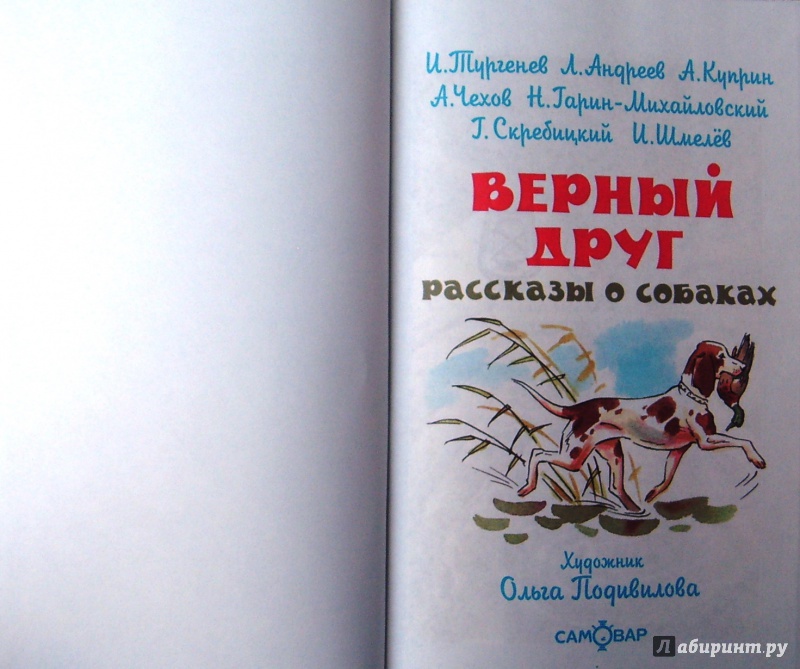 И.Тургенев Л.Андреев А.Куприн
А.Чехов Н.Гарин-Михайловский
Г.Скребицкий И.Шмелёв
ВЕРНЫЙ
ДРУГ
рассказы о собаках
Художник
Ольга Подивилова
САМОВАР
Лабиринт.ру